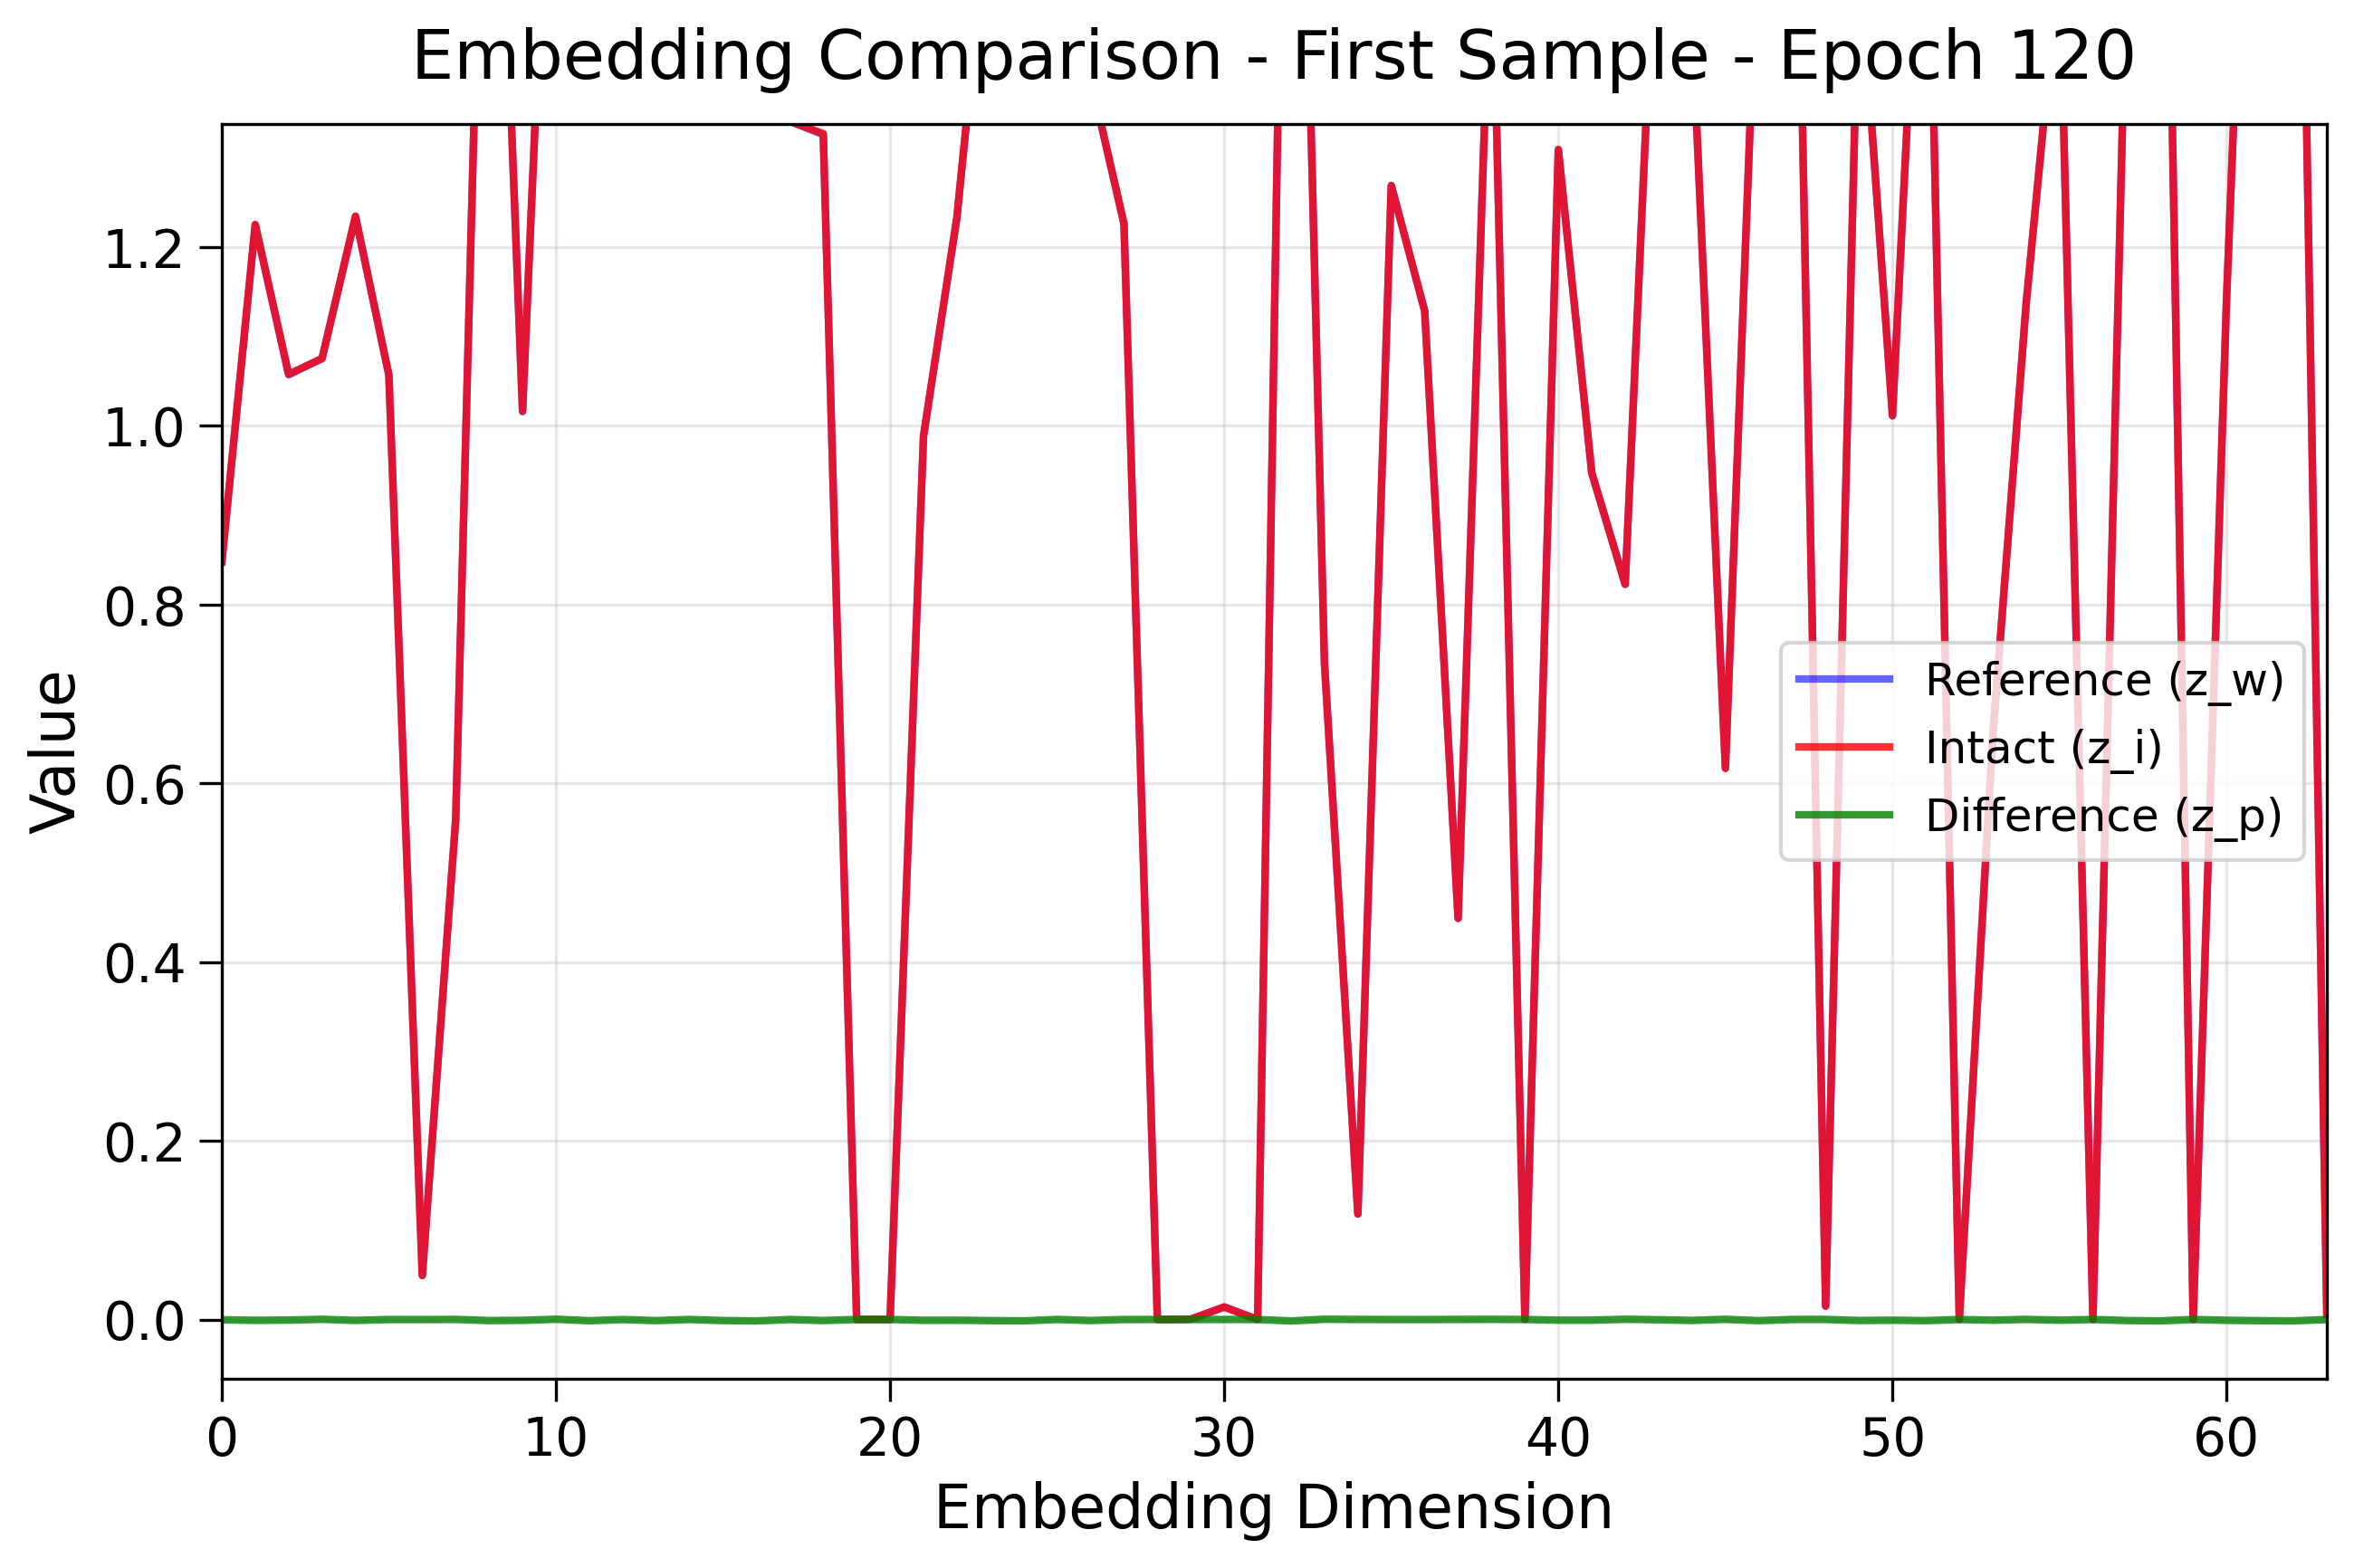 Embedding Comparison - First Sample - Epoch 120
1.2
1.0
0.8
0.6
0.4
0.2
0.0
Value
Reference (z_w)
Intact (z_i)
Difference (z_p)
0 10 20 30 40 50 60
Embedding Dimension